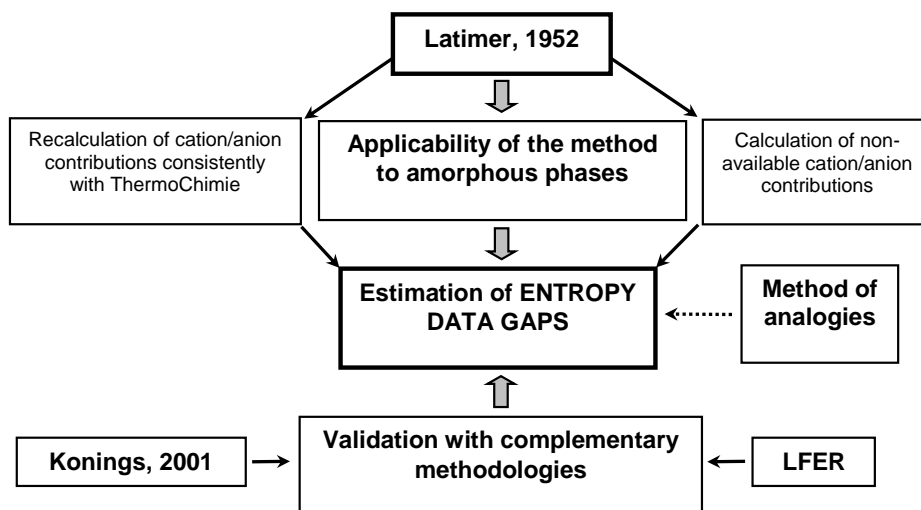 Latimer, 1952
Recalculation of cation/anion
contributions consistently
with ThermoChimie
Applicability of the method
to amorphous phases
Calculation of non-
available cation/anion
contributions
Estimation of ENTROPY
DATA GAPS
Method of
analogies
Konings, 2001
Validation with complementary
methodologies
LFER